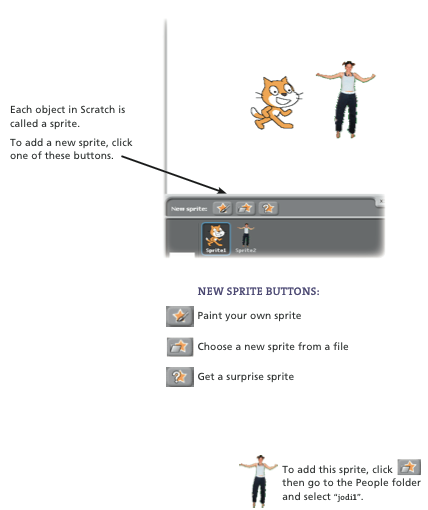 Each object in Scratch is
called a sprite.
To add a new sprite, click
one of these buttons.
New sprite:
Sprite1 Sprite2
NEW SPRITE BUTTONS:
Paint your own sprite
Choose a new sprite from a file
Get a surprise sprite
To add this sprite, click
then go to the People folder
and select "jodi1".